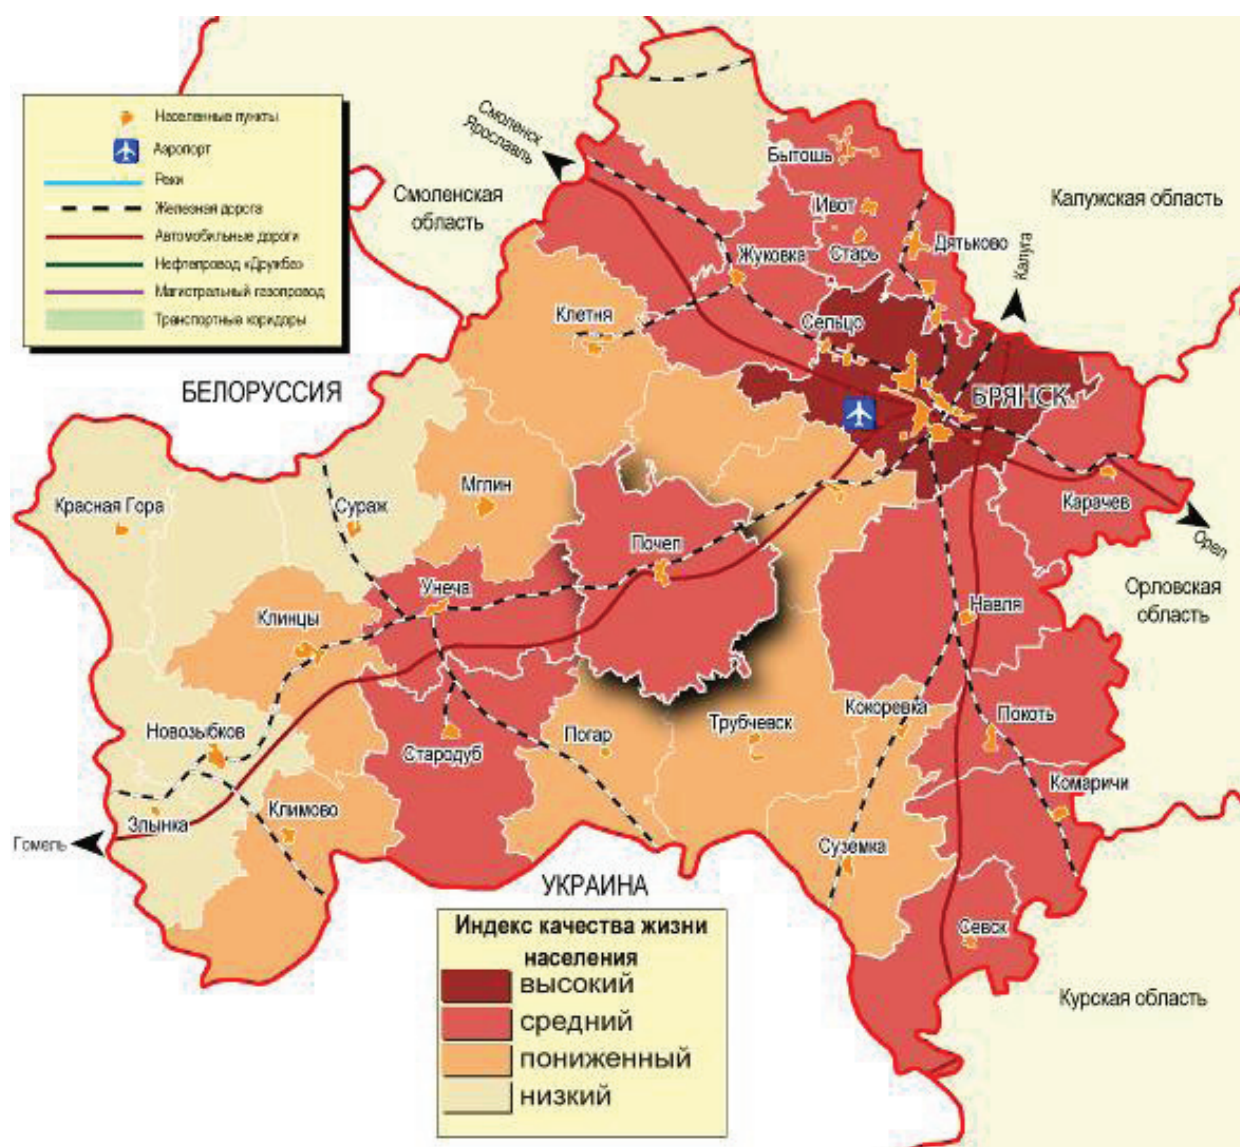 Населенные пункты
Аэропорт
Реки
Железная дорога
Автомобильные дороги
Нефтепровод «Дружба»
Магистральный газопровод
Транспортные коридоры
Смоленск
Ярославль
Смоленская
область
Калужская область
Калуга
Бытошь
Ивот
Старь
Дятьково
Жуковка
Клетня
Сельцо
БЕЛОРУССИЯ
БРЯНСК
Карачев
Орел
Орловская
область
Красная Гора
Сураж
Мглин
Почеп
Унеча
Клинцы
Навля
Новозыбков
Стародуб
Погар
Трубчевск
Кокоревка
Локоть
Комаричи
Злынка
Климово
Гомель
Суземка
УКРАИНА
Севск
Курская область
Индекс качества жизни
населения
высокий
средний
пониженный
низкий